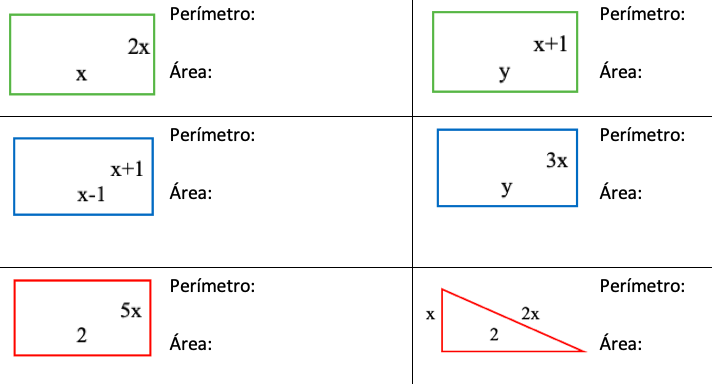 Perímetro:
2x
x
Área:
Perímetro:
x+1
y
Área:
Perímetro:
x+1
x-1
Área:
Perímetro:
3x
y
Área:
Perímetro:
5x
2
Área:
Perímetro:
x
2x
2
Área: